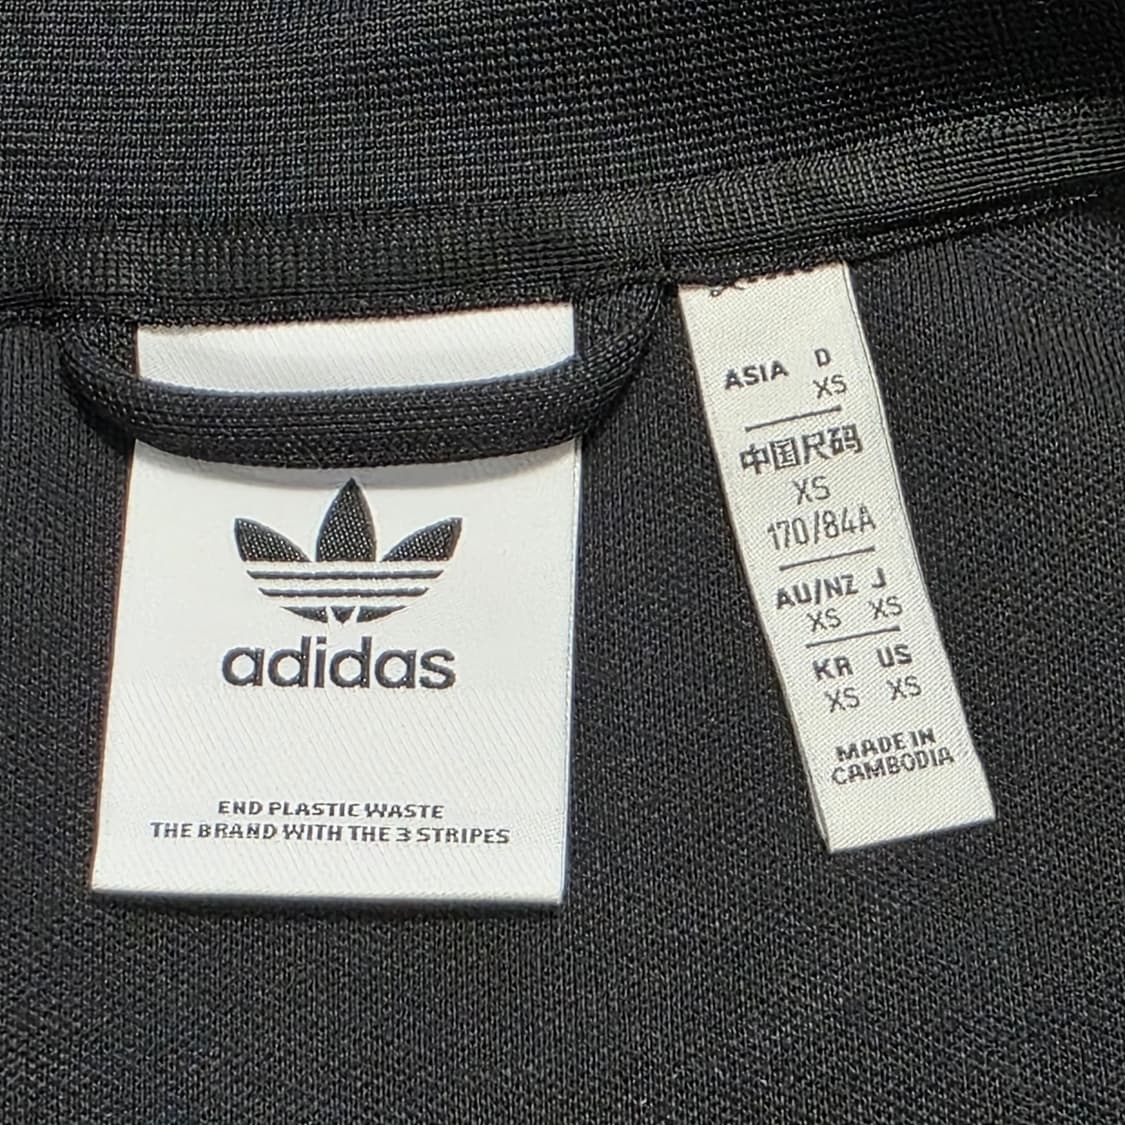 adidas
END PLASTIC WASTE
THE BRAND WITH THE 3 STRIPES
ASIA D
XS
中国尺码
XS
170/84A
AU/NZ J
XS XS
KR US
XS XS
MADE IN
CAMBODIA